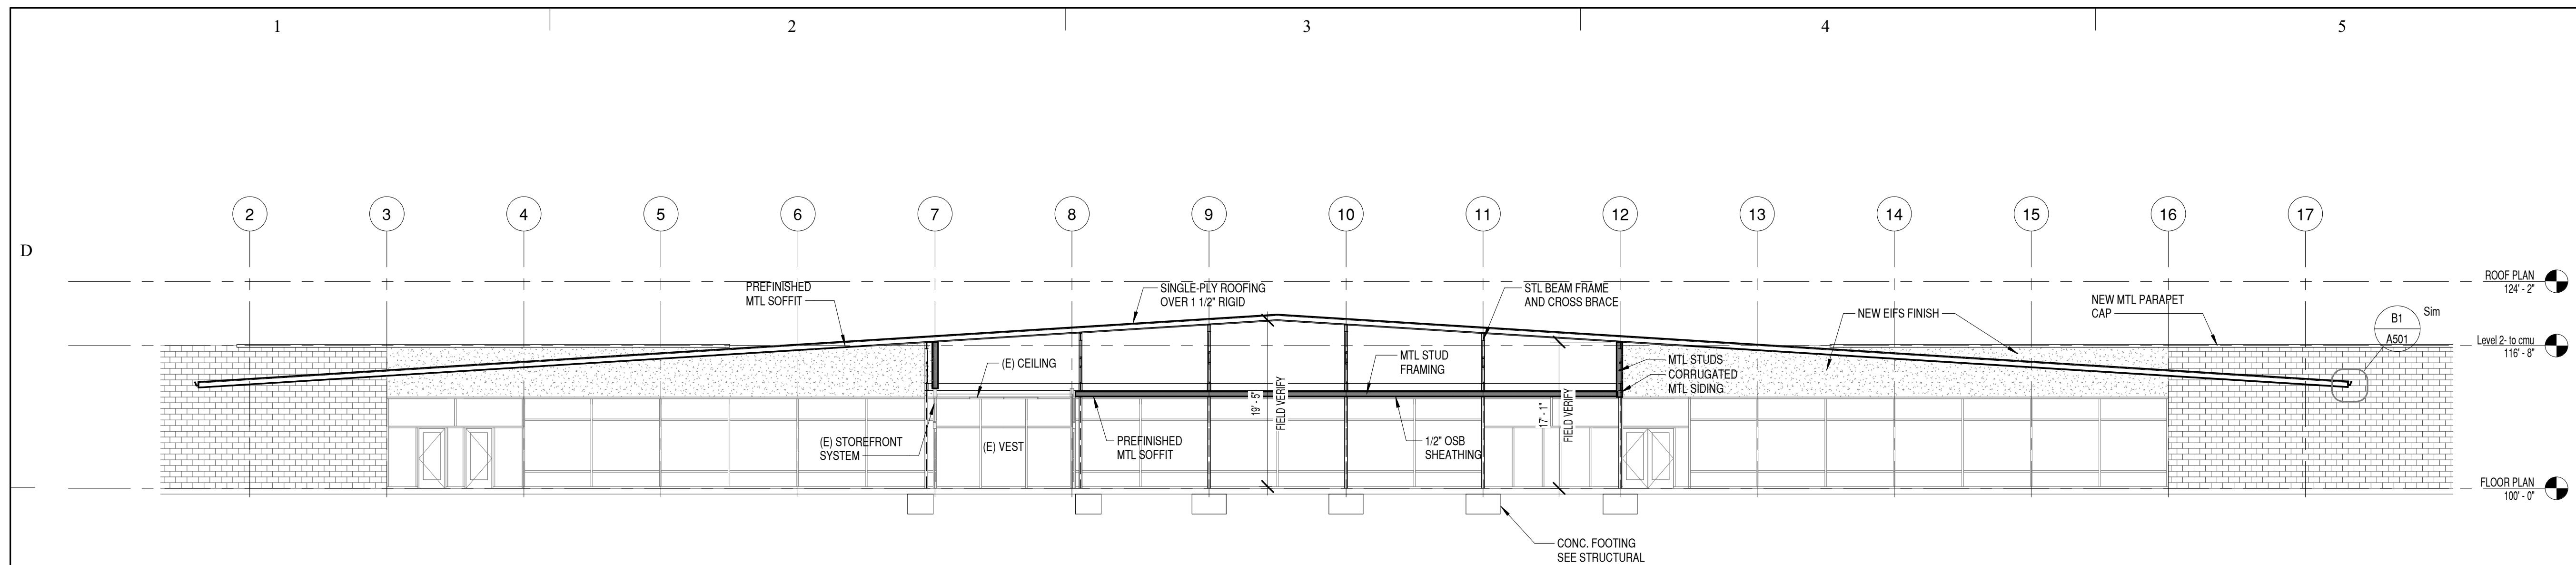 1
2
3
4
5
D
2
3
4
5
6
7
8
9
10
11
12
13
14
15
16
17
ROOF PLAN
124' - 2"
PREFINISHED
MTL SOFFIT
SINGLE-PLY ROOFING
OVER 1 1/2" RIGID
STL BEAM FRAME
AND CROSS BRACE
NEW EIFS FINISH
NEW MTL PARAPET
CAP
B1
A501
Sim
Level 2- to cmu
116' - 8"
(E) CEILING
MTL STUD
FRAMING
MTL STUDS
CORRUGATED
MTL SIDING
19' - 5"
FIELD VERIFY
17' - 1"
FIELD VERIFY
(E) STOREFRONT
SYSTEM
(E) VEST
PREFINISHED
MTL SOFFIT
1/2" OSB
SHEATHING
FLOOR PLAN
100' - 0"
CONC. FOOTING
SEE STRUCTURAL